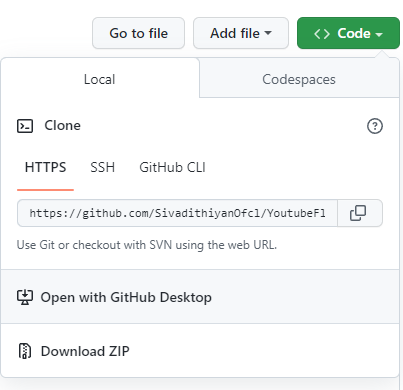 Go to file Add file Code
Local Codespaces
Clone
HTTPS SSH GitHub CLI
https://github.com/SivadithiyanOfcl/YoutubeFl
Use Git or checkout with SVN using the web URL.
Open with GitHub Desktop
Download ZIP